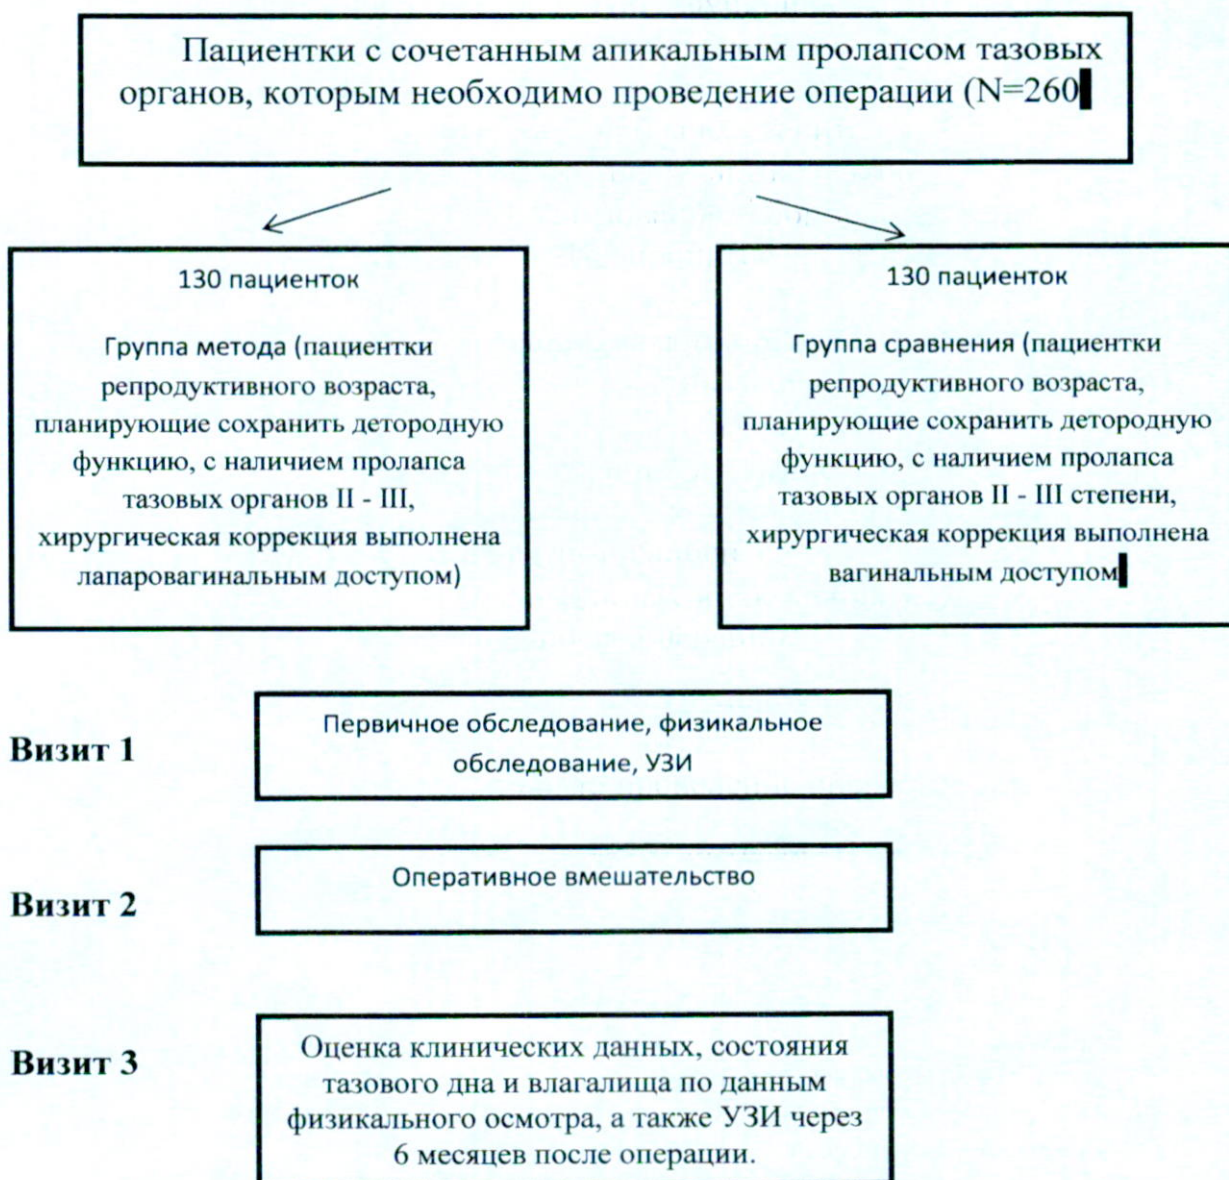 Пациентки с сочетанным апикальным пролапсом тазовых
органов, которым необходимо проведение операции (N=260
130 пациенток
Группа метода (пациентки
репродуктивного возраста,
планирующие сохранить детородную
функцию, с наличием пролапса
тазовых органов II - III,
хирургическая коррекция выполнена
лапаровагинальным доступом)
130 пациенток
Группа сравнения (пациентки
репродуктивного возраста,
планирующие сохранить детородную
функцию, с наличием пролапса
тазовых органов II - III степени,
хирургическая коррекция выполнена
вагинальным доступом
Визит 1
Первичное обследование, физикальное
обследование, УЗИ
Визит 2
Оперативное вмешательство
Визит 3
Оценка клинических данных, состояния
тазового дна и влагалища по данным
физикального осмотра, а также УЗИ через
6 месяцев после операции.